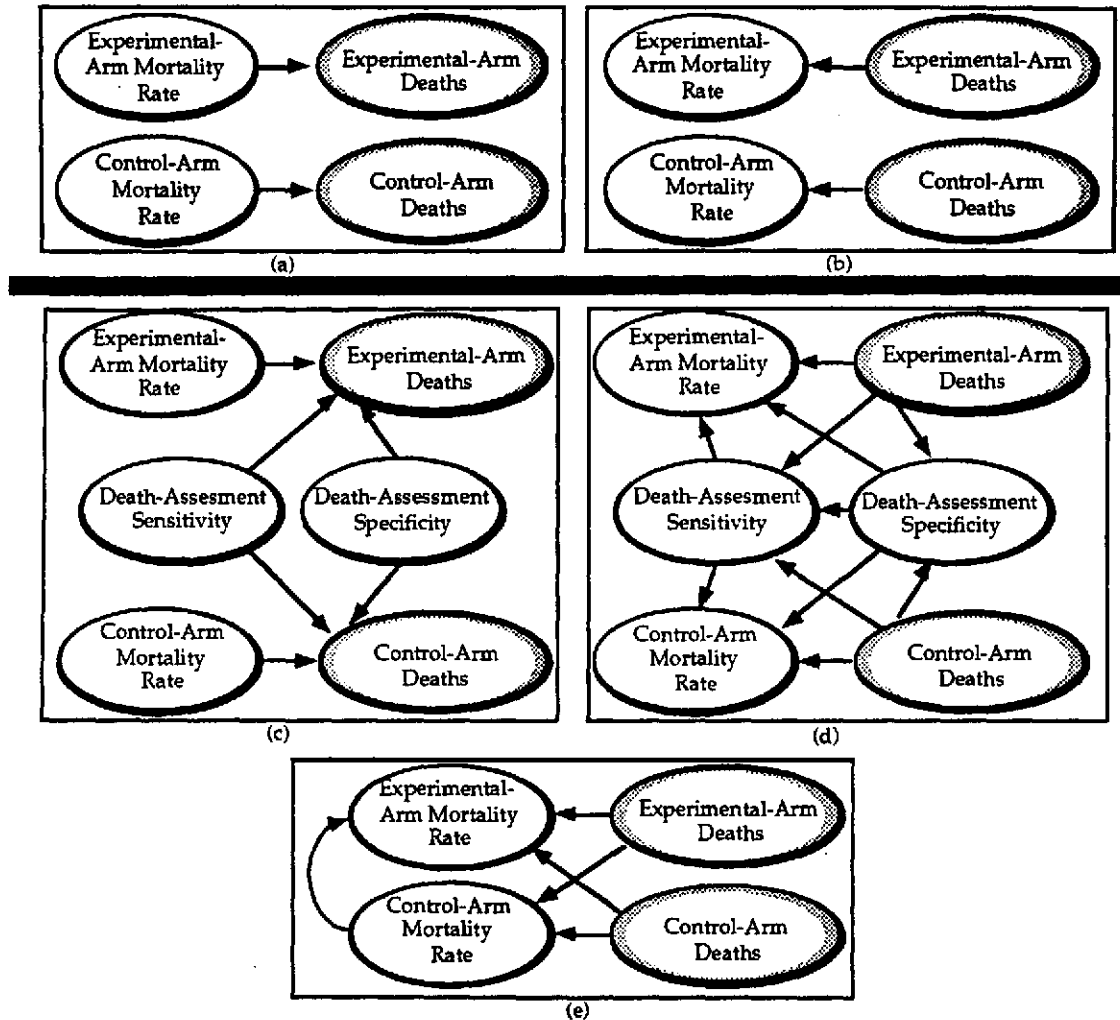 Experimental-
Arm Mortality
Rate
Experimental-Arm
Deaths
Control-Arm
Mortality
Rate
Control-Arm
Deaths
(a)
Experimental-
Arm Mortality
Rate
Experimental-Arm
Deaths
Control-Arm
Mortality
Rate
Control-Arm
Deaths
(b)
Experimental-
Arm Mortality
Rate
Experimental-Arm
Deaths
Death-Assesment
Sensitivity
Death-Assessment
Specificity
Control-Arm
Mortality
Rate
Control-Arm
Deaths
(c)
Experimental-
Arm Mortality
Rate
Experimental-Arm
Deaths
Death-Assesment
Sensitivity
Death-Assessment
Specificity
Control-Arm
Mortality
Rate
Control-Arm
Deaths
(d)
Experimental-
Arm Mortality
Rate
Experimental-Arm
Deaths
Control-Arm
Mortality
Rate
Control-Arm
Deaths
(e)